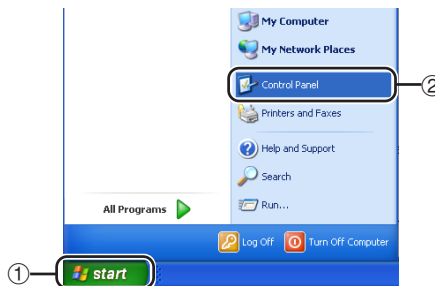 My Computer
My Network Places
Control Panel
②
Printers and Faxes
Help and Support
Search
All Programs
Run...
Log Off
Turn Off Computer
① start